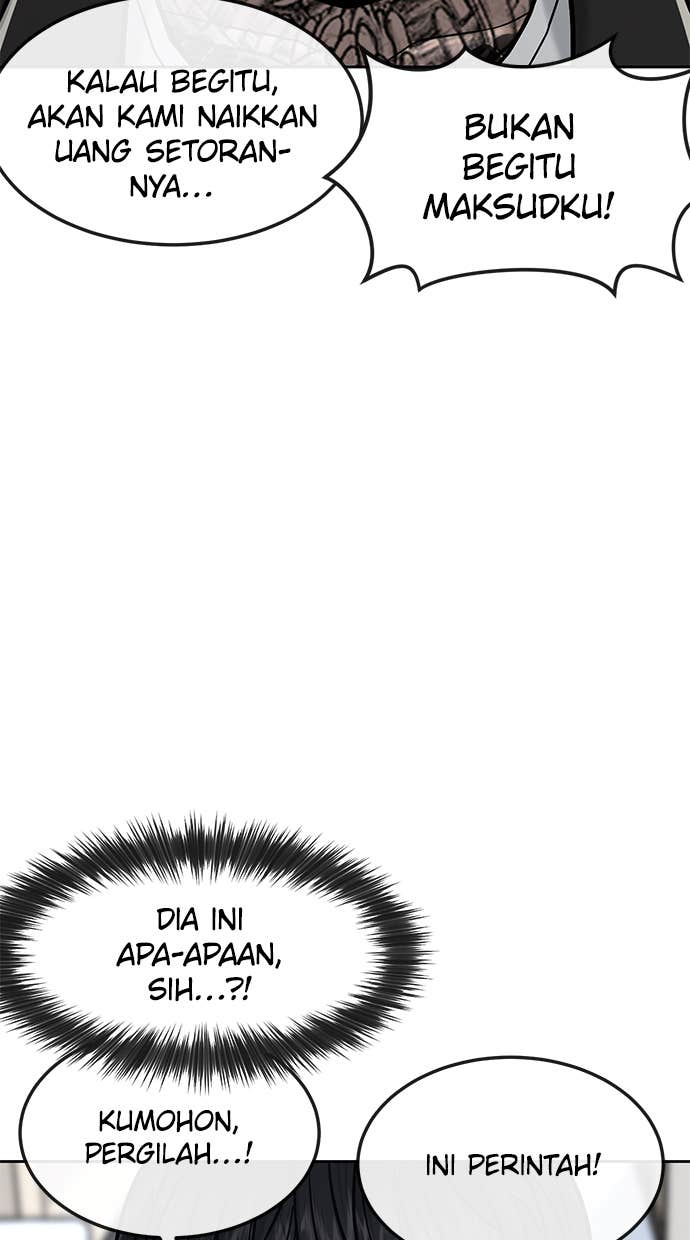 KALAU BEGITU,
AKAN KAMI NAIKKAN
UANG SETORAN-
NYA...
BUKAN
BEGITU
MAKSUDKU!
DIA INI
APA-APAAN,
SIH...?!
KUMOHON,
PERGILAH...!
INI PERINTAH!